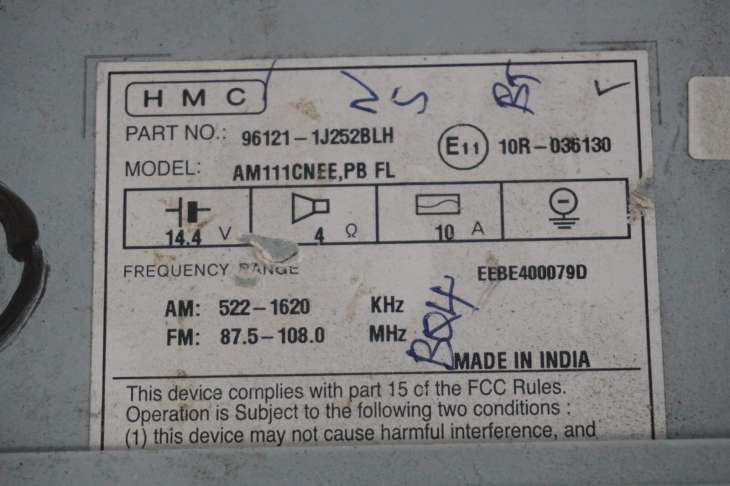 HMC
NS
BT
PART NO.: 96121-1J252BLH
E11 10R-036130
MODEL: AM111CNEE,PB FL
14.4 V
4 Ω
10 A
FREQUENCY RANGE
EEBE400079D
AM: 522-1620 KHz
FM: 87.5-108.0 MHz
MADE IN INDIA
This device complies with part 15 of the FCC Rules.
Operation is Subject to the following two conditions :
(1) this device may not cause harmful interference, and